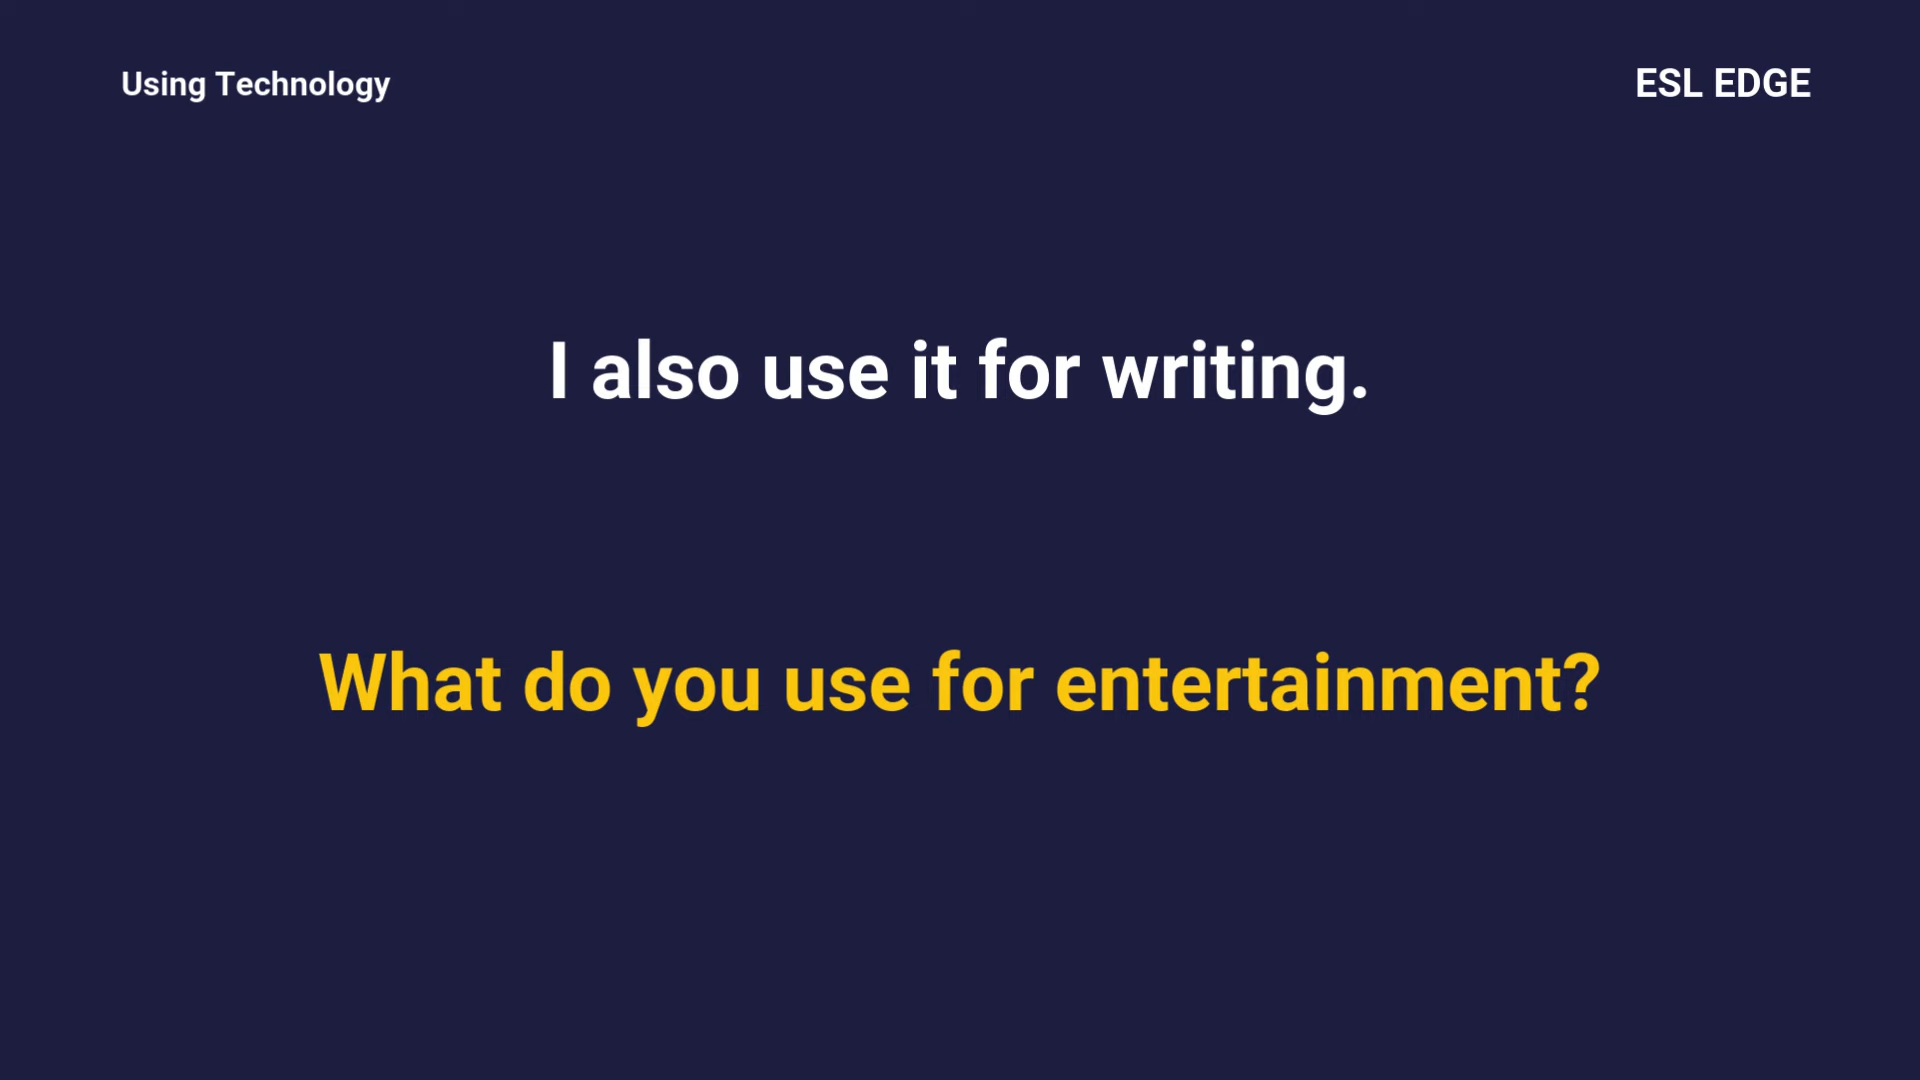 Using Technology
ESL EDGE
I also use it for writing.
What do you use for entertainment?